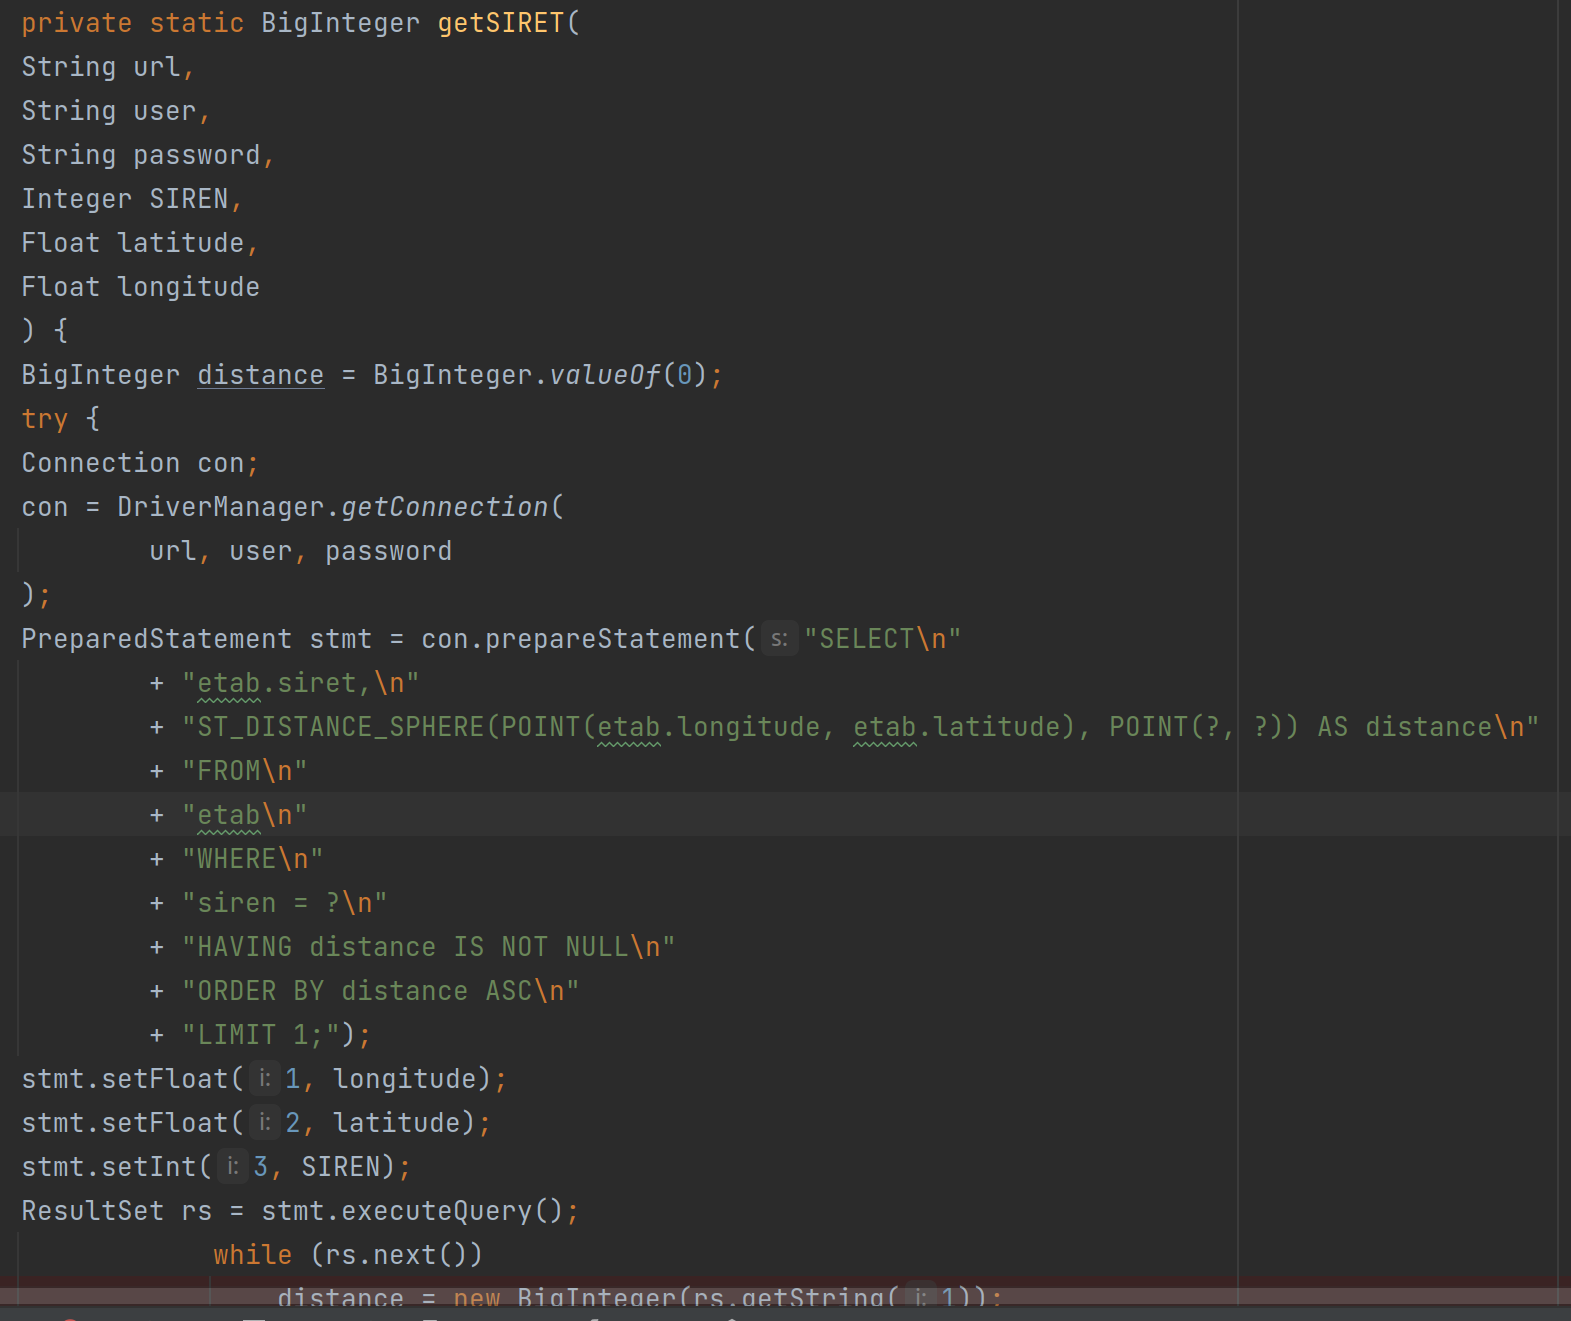 private static BigInteger getSIRET(
String url,
String user,
String password,
Integer SIREN,
Float latitude,
Float longitude
) {
BigInteger distance = BigInteger.valueOf(0);
try {
Connection con;
con = DriverManager.getConnection(
url, user, password
);
PreparedStatement stmt = con.prepareStatement( s: "SELECT\n"
+ "etab.siret,\n"
+ "ST_DISTANCE_SPHERE(POINT(etab.longitude, etab.latitude), POINT(?, ?)) AS distance\n"
+ "FROM\n"
+ "etab\n"
+ "WHERE\n"
+ "siren = ?\n"
+ "HAVING distance IS NOT NULL\n"
+ "ORDER BY distance ASC\n"
+ "LIMIT 1;");
stmt.setFloat( i: 1, longitude);
stmt.setFloat( i: 2, latitude);
stmt.setInt( i: 3, SIREN);
ResultSet rs = stmt.executeQuery();
while (rs.next())
distance = new BigInteger(rs.getString( i: 1));